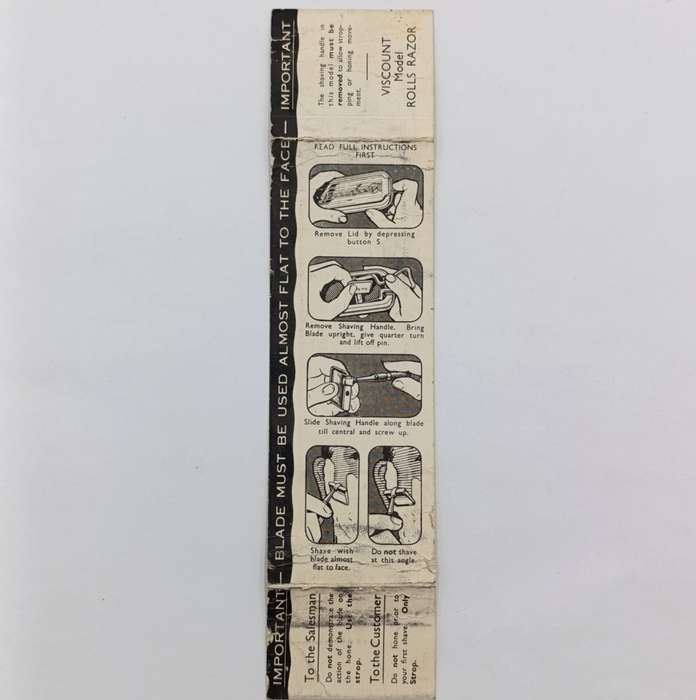 IMPORTANT — BLADE MUST BE USED ALMOST FLAT TO THE FACE — IMPORTANT
The shaving handle in
this model must be
removed to allow strop-
ping or honing move-
ment.
VISCOUNT
Model
ROLLS RAZOR
READ FULL INSTRUCTIONS
FIRST
Remove Lid by depressing
button S
Remove Shaving Handle. Bring
Blade upright, give quarter turn
and lift off pin.
Slide Shaving Handle along blade
till central and screw up.
Shave with
blade almost
flat to face.
Do not shave
at this angle.
To the Salesman
Do not demonstrate the
action of the blade on
the hone. Use the
strop.
To the Customer
Do not hone prior to
your first shave. Only
Strop.